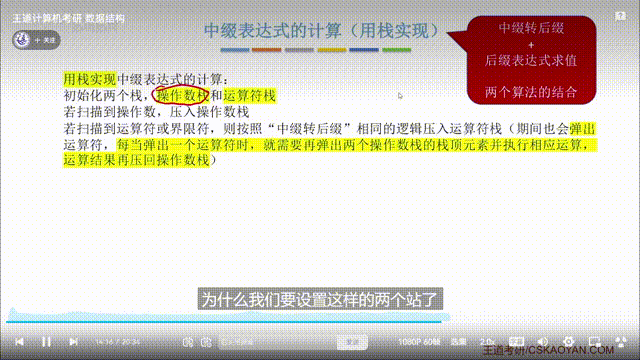 王道计算机考研 数据结构
+ 关注
中缀表达式的计算（用栈实现）
中缀转后缀
+
后缀表达式求值
两个算法的结合
用栈实现中缀表达式的计算：
初始化两个栈，操作数栈和运算符栈
若扫描到操作数，压入操作数栈
若扫描到运算符或界限符，则按照“中缀转后缀”相同的逻辑压入运算符栈（期间也会弹出
运算符，每当弹出一个运算符时，就需要再弹出两个操作数栈的栈顶元素并执行相应运算，
运算结果再压回操作数栈）
为什么我们要设置这样的两个站了
14:16 / 20:34
发送
1080P 60帧
选集
2.0x
王道考研/CSKAOYAN.COM